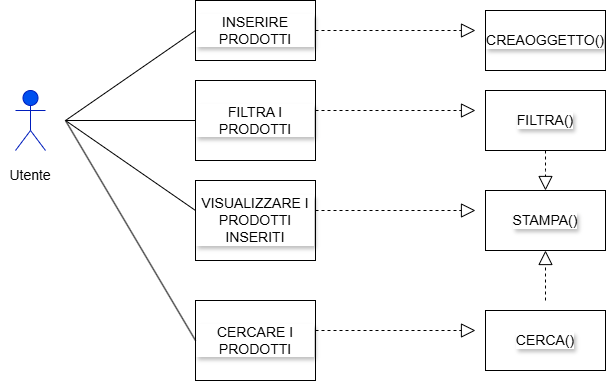 INSERIRE
PRODOTTI
CREAOGGETTO()
FILTRA I
PRODOTTI
FILTRA()
Utente
VISUALIZZARE I
PRODOTTI
INSERITI
STAMPA()
CERCARE I
PRODOTTI
CERCA()